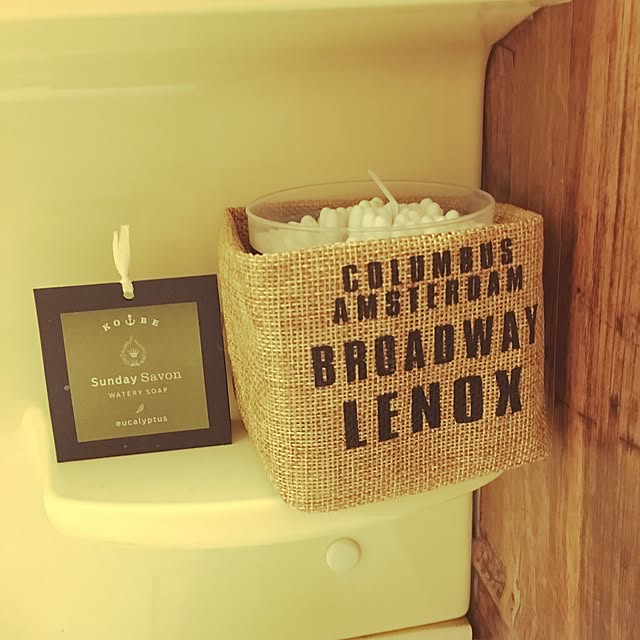 KOBE
Sunday Savon
WATERY SOAP
eucalyptus
COLUMBUS
AMSTERDAM
BROADWAY
LENOX